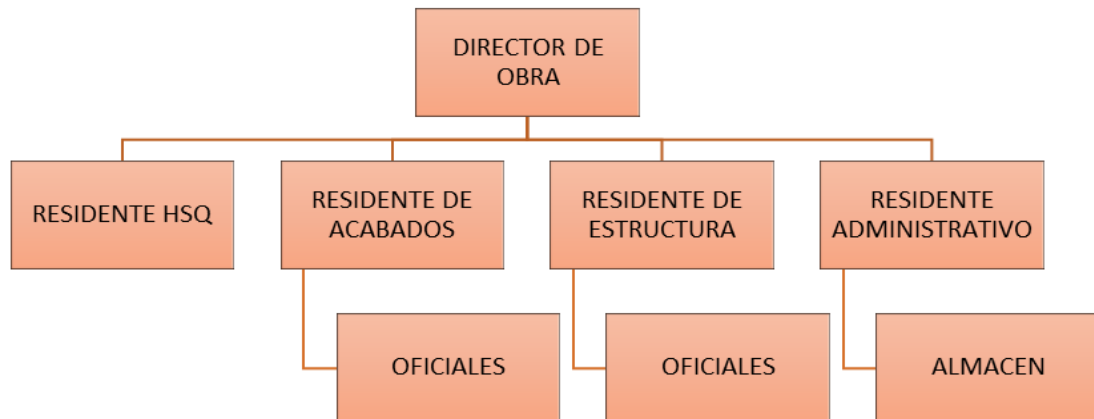 DIRECTOR DE
OBRA
RESIDENTE HSQ
RESIDENTE DE
ACABADOS
RESIDENTE DE
ESTRUCTURA
RESIDENTE
ADMINISTRATIVO
OFICIALES
OFICIALES
ALMACEN